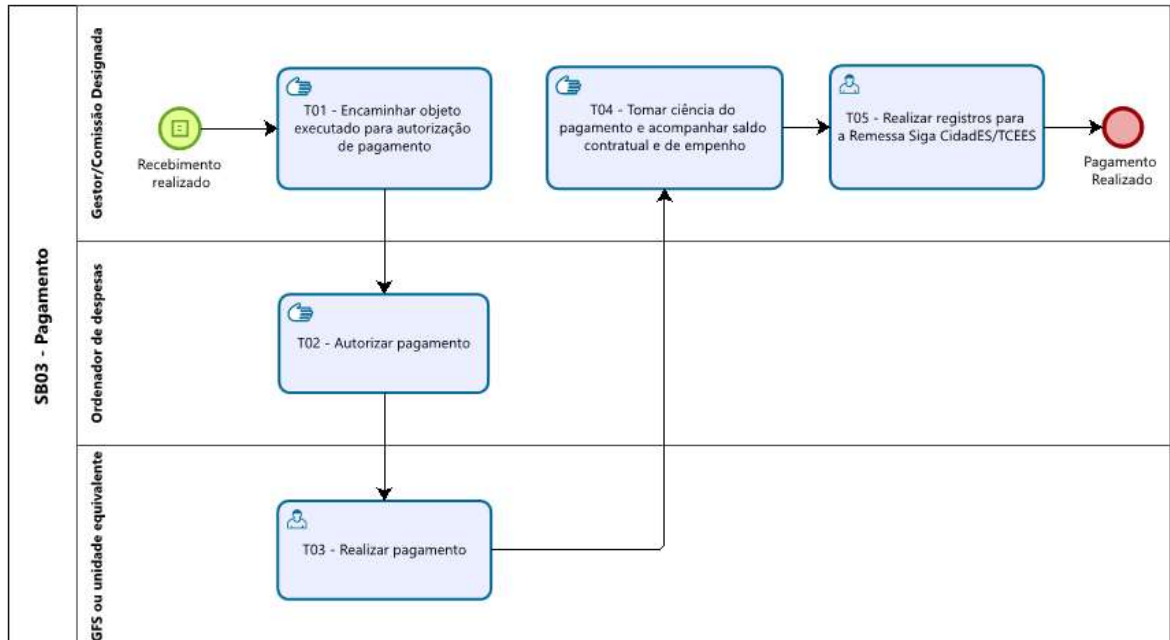 SB03 - Pagamento
Gestor/Comissão Designada
Recebimento
realizado
T01 - Encaminhar objeto
executado para autorização
de pagamento
T04 - Tomar ciência do
pagamento e acompanhar saldo
contratual e de empenho
T05 - Realizar registros para
a Remessa Siga CidadES/TCEES
Pagamento
Realizado
Ordenador de despesas
T02 - Autorizar pagamento
GFS ou unidade equivalente
T03 - Realizar pagamento